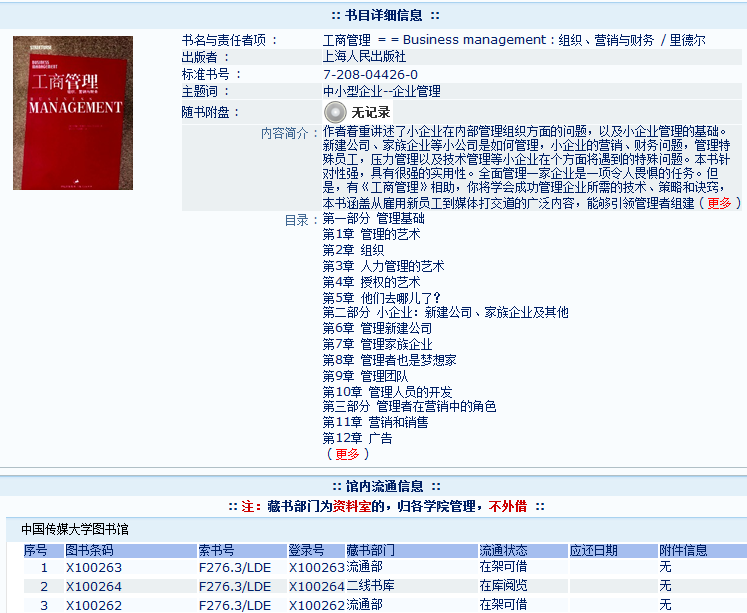 :: 书目详细信息 ::
工商管理
MANAGEMENT
书名与责任者项： 工商管理 ＝＝Business management：组织、营销与财务 / 里德尔
出版者： 上海人民出版社
标准书号： 7-208-04426-0
主题词： 中小型企业--企业管理
随书附盘： 无记录
内容简介： 作者着重讲述了小企业在内部管理组织方面的问题，以及小企业管理的基础。
新建公司、家族企业等小公司是如何管理，小企业的营销、财务问题，管理特
殊员工，压力管理以及技术管理等小企业在个方面将遇到的特殊问题。本书针
对性强，具有很强的实用性。全面管理一家企业是一项令人畏惧的任务。但
是，有《工商管理》相助，你将学会成功管理企业所需的技术、策略和诀窍，
本书涵盖从雇用新员工到媒体打交道的广泛内容，能够引领管理者组建（更多）
目录： 第一部分 管理基础
第1章 管理的艺术
第2章 组织
第3章 人力管理的艺术
第4章 授权的艺术
第5章 他们去哪儿了?
第二部分 小企业：新建公司、家族企业及其他
第6章 管理新建公司
第7章 管理家族企业
第8章 管理者也是梦想家
第9章 管理团队
第10章 管理人员的开发
第三部分 管理者在营销中的角色
第11章 营销和销售
第12章 广告
（更多）
:: 馆内流通信息 ::
:: 注：藏书部门为资料室的，归各学院管理，不外借 ::
中国传媒大学图书馆
序号 图书条码 索书号 登录号 藏书部门 流通状态 应还日期 附件信息
1 X100263 F276.3/LDE X100263 流通部 在架可借 无
2 X100264 F276.3/LDE X100264 二线书库 在库阅览 无
3 X100262 F276.3/LDE X100262 流通部 在架可借 无